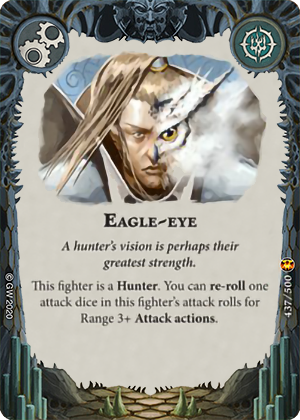 EAGLE-EYE
A hunter's vision is perhaps their
greatest strength.
This fighter is a Hunter. You can re-roll one
attack dice in this fighter's attack rolls for
Range 3+ Attack actions.
© GW 2020
437/500